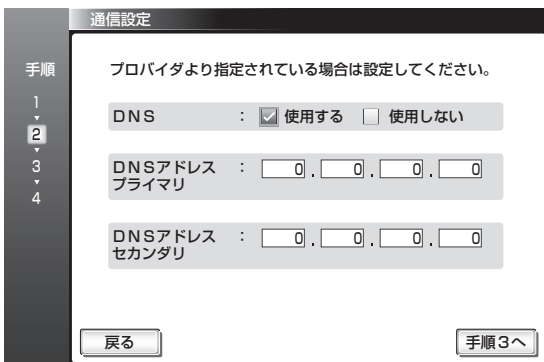 通信設定
手順
1
2
3
4
プロバイダより指定されている場合は設定してください。
DNS : 使用する 使用しない
DNSアドレス : 0 . 0 . 0 . 0
プライマリ
DNSアドレス : 0 . 0 . 0 . 0
セカンダリ
戻る
手順3へ